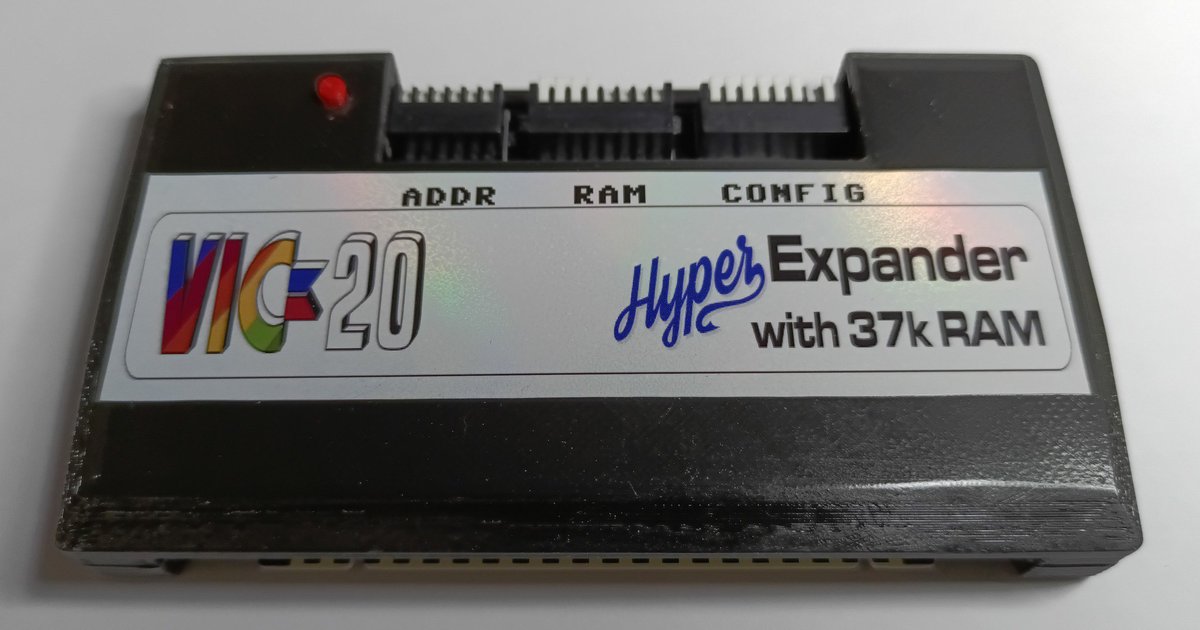 ADDR RAM CONFIG
VIC-20
Hyper Expander
with 37k RAM